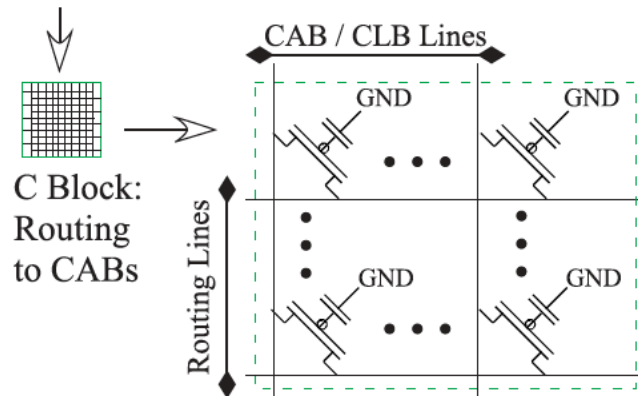 CAB / CLB Lines
GND
GND
C Block:
Routing
to CABs
Routing Lines
GND
GND